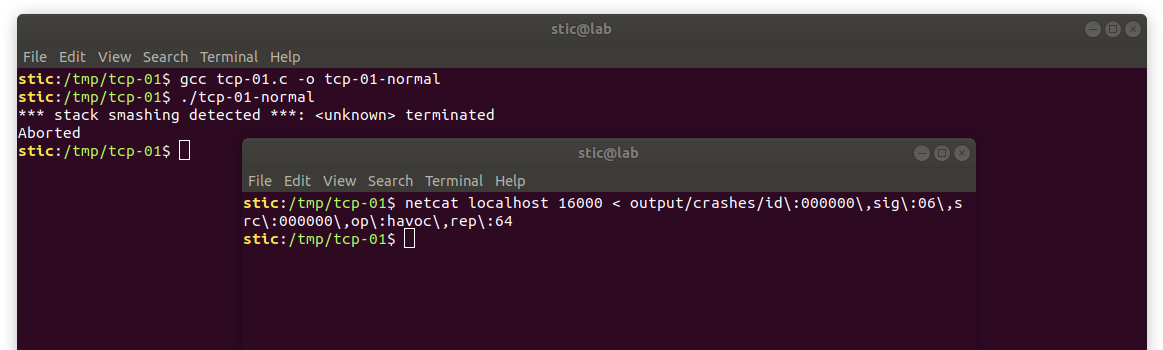 stic@lab
File Edit View Search Terminal Help
stic:/tmp/tcp-01$ gcc tcp-01.c -o tcp-01-normal
stic:/tmp/tcp-01$ ./tcp-01-normal
*** stack smashing detected ***: <unknown> terminated
Aborted
stic:/tmp/tcp-01$
stic@lab
File Edit View Search Terminal Help
stic:/tmp/tcp-01$ netcat localhost 16000 < output/crashes/id\:000000\,sig\:06\,s
rc\:000000\,op\:havoc\,rep\:64
stic:/tmp/tcp-01$